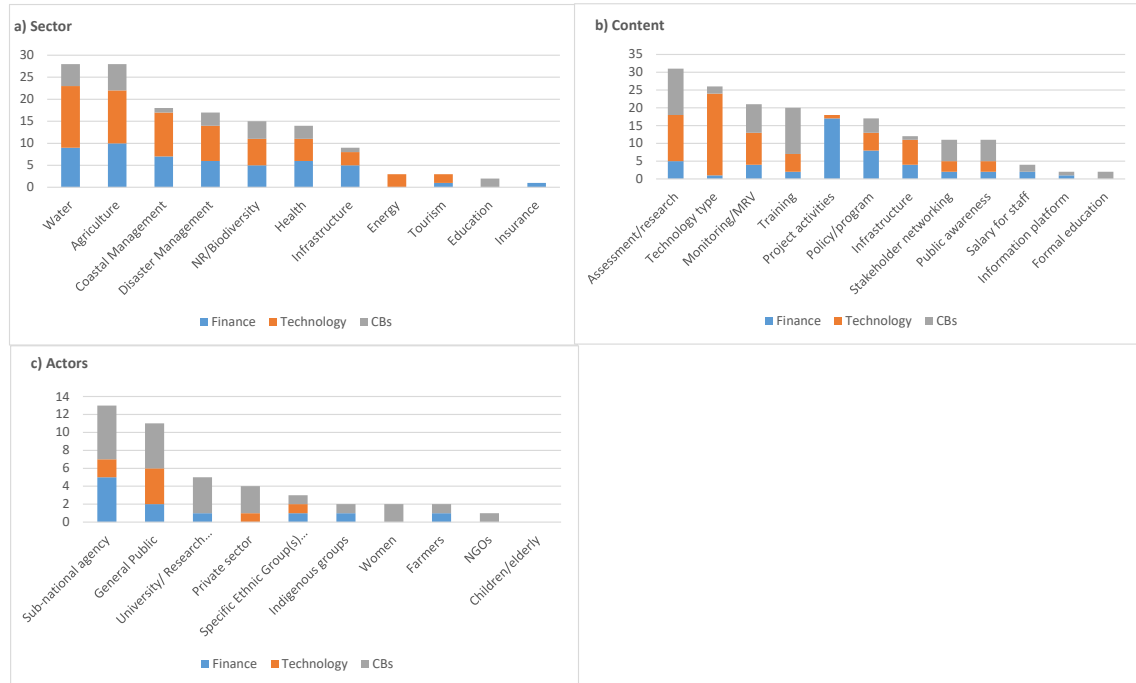 a) Sector
30
25
20
15
10
5
0
Water
Agriculture
Coastal Management
Disaster Management
NR/Biodiversity
Health
Infrastructure
Energy
Tourism
Education
Insurance
Finance Technology CBs
b) Content
35
30
25
20
15
10
5
0
Assessment/research
Technology type
Monitoring/MRV
Training
Project activities
Policy/program
Infrastructure
Stakeholder networking
Public awareness
Salary for staff
Information platform
Formal education
Finance Technology CBs
c) Actors
14
12
10
8
6
4
2
0
Sub-national agency
General Public
University/ Research...
Private sector
Specific Ethnic Group(s)...
Indigenous groups
Women
Farmers
NGOs
Children/elderly
Finance Technology CBs